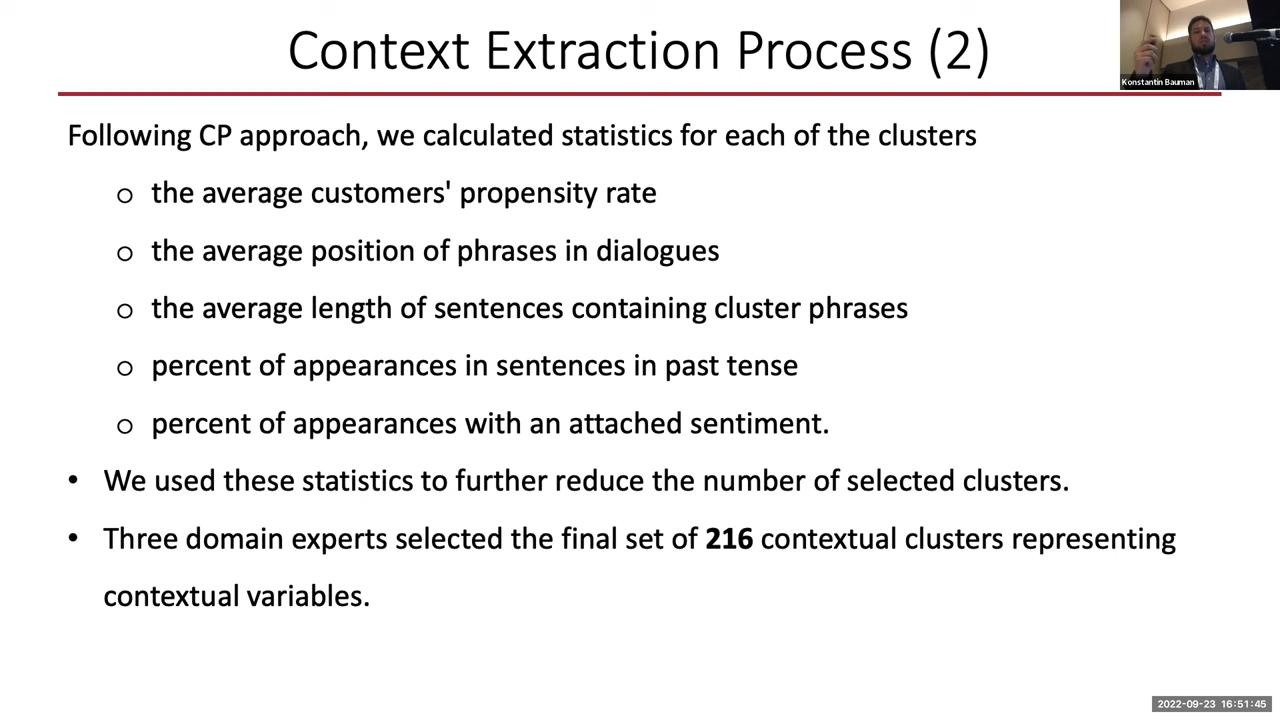 Context Extraction Process (2)
Konstantin Bauman
Following CP approach, we calculated statistics for each of the clusters
o the average customers' propensity rate
o the average position of phrases in dialogues
o the average length of sentences containing cluster phrases
o percent of appearances in sentences in past tense
o percent of appearances with an attached sentiment.
• We used these statistics to further reduce the number of selected clusters.
• Three domain experts selected the final set of 216 contextual clusters representing
contextual variables.
2022-09-23 16:51:45